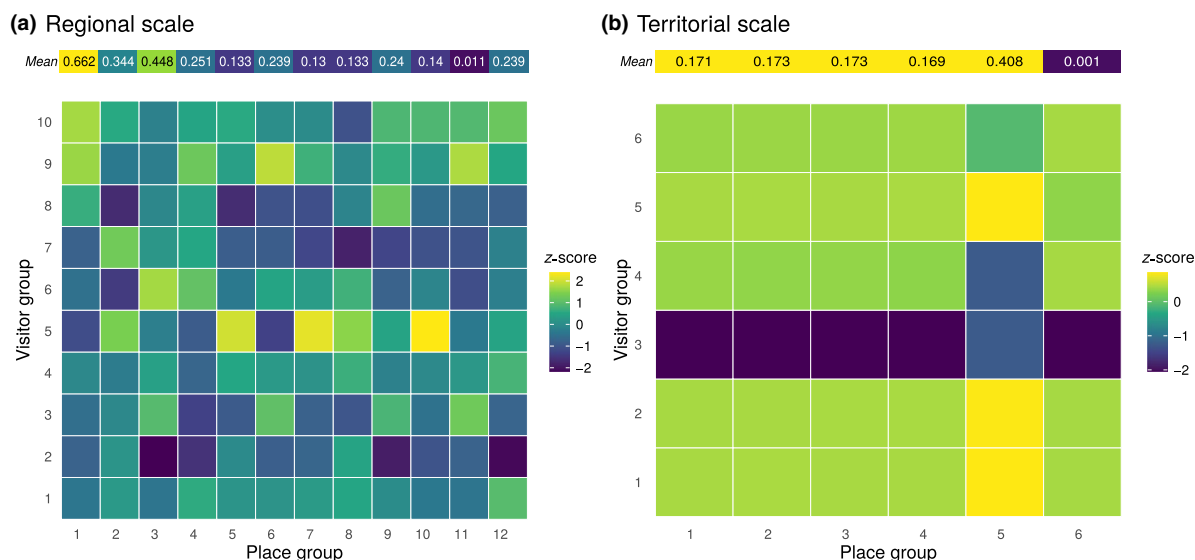 (a) Regional scale
Mean 0.662 0.344 0.448 0.251 0.133 0.239 0.13 0.133 0.24 0.14 0.011 0.239
10
9
8
7
6
5
4
3
2
1
Visitor group
1 2 3 4 5 6 7 8 9 10 11 12
Place group
z-score
2
1
0
−1
−2
(b) Territorial scale
Mean 0.171 0.173 0.173 0.169 0.408 0.001
6
5
4
3
2
1
Visitor group
1 2 3 4 5 6
Place group
z-score
0
−1
−2